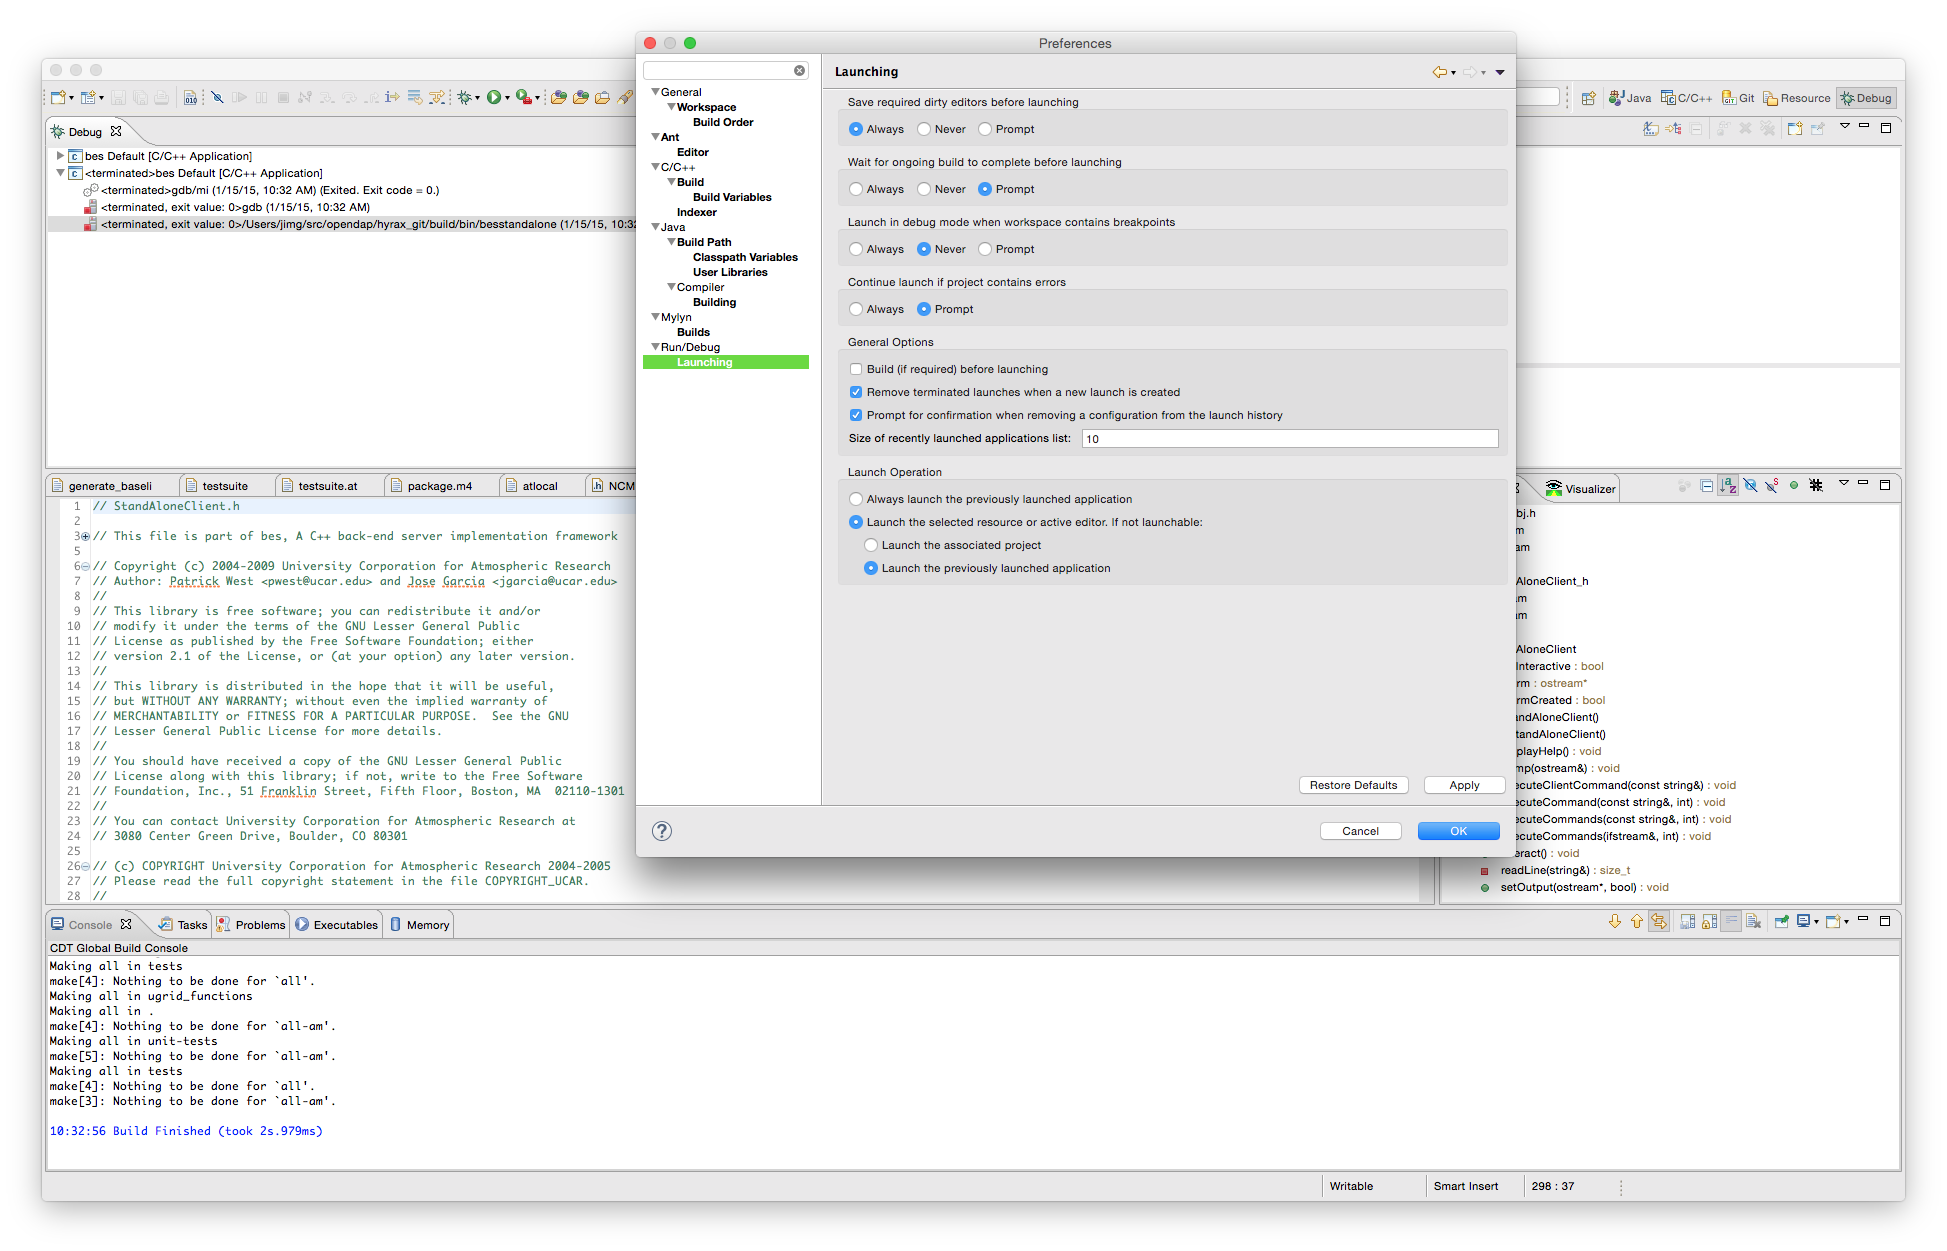 Preferences
Launching
General
Workspace
Build Order
Ant
Editor
C/C++
Build
Build Variables
Indexer
Java
Build Path
Classpath Variables
User Libraries
Compiler
Building
Mylyn
Builds
Run/Debug
Launching
Save required dirty editors before launching
Always Never Prompt
Wait for ongoing build to complete before launching
Always Never Prompt
Launch in debug mode when workspace contains breakpoints
Always Never Prompt
Continue launch if project contains errors
Always Prompt
General Options
Build (if required) before launching
Remove terminated launches when a new launch is created
Prompt for confirmation when removing a configuration from the launch history
Size of recently launched applications list: 10
Launch Operation
Always launch the previously launched application
Launch the selected resource or active editor. If not launchable:
Launch the associated project
Launch the previously launched application
Restore Defaults Apply
Cancel OK
Java C/C++ Git Resource Debug
Debug
bes Default [C/C++ Application]
<terminated>bes Default [C/C++ Application]
<terminated>gdb/mi (1/15/15, 10:32 AM) (Exited. Exit code = 0.)
<terminated, exit value: 0>gdb (1/15/15, 10:32 AM)
<terminated, exit value: 0>/Users/jimg/src/opendap/hyrax_git/build/bin/besstandalone (1/15/15, 10:32
generate_baseli testsuite testsuite.at package.m4 atlocal NCM
1 // StandAloneClient.h
2
3 // This file is part of bes, A C++ back-end server implementation framework
5
6 // Copyright (c) 2004-2009 University Corporation for Atmospheric Research
7 // Author: Patrick West <pwest@ucar.edu> and Jose Garcia <jgarcia@ucar.edu>
8 //
9 // This library is free software; you can redistribute it and/or
10 // modify it under the terms of the GNU Lesser General Public
11 // License as published by the Free Software Foundation; either
12 // version 2.1 of the License, or (at your option) any later version.
13 //
14 // This library is distributed in the hope that it will be useful,
15 // but WITHOUT ANY WARRANTY; without even the implied warranty of
16 // MERCHANTABILITY or FITNESS FOR A PARTICULAR PURPOSE.  See the GNU
17 // Lesser General Public License for more details.
18 //
19 // You should have received a copy of the GNU Lesser General Public
20 // License along with this library; if not, write to the Free Software
21 // Foundation, Inc., 51 Franklin Street, Fifth Floor, Boston, MA  02110-1301
22 //
23 // You can contact University Corporation for Atmospheric Research at
24 // 3080 Center Green Drive, Boulder, CO 80301
25
26 // (c) COPYRIGHT University Corporation for Atmospheric Research 2004-2005
27 // Please read the full copyright statement in the file COPYRIGHT_UCAR.
28 //
Visualizer
bj.h
m
am
AloneClient_h
m
am
AloneClient
Interactive : bool
rm : ostream*
rmCreated : bool
andAloneClient()
tandAloneClient()
playHelp() : void
mp(ostream&) : void
ecuteClientCommand(const string&) : void
ecuteCommand(const string&, int) : void
ecuteCommands(const string&, int) : void
ecuteCommands(ifstream&, int) : void
eract() : void
readLine(string&) : size_t
setOutput(ostream*, bool) : void
Console Tasks Problems Executables Memory
CDT Global Build Console
Making all in tests
make[4]: Nothing to be done for `all'.
Making all in ugrid_functions
Making all in .
make[4]: Nothing to be done for `all-am'.
Making all in unit-tests
make[5]: Nothing to be done for `all-am'.
Making all in tests
make[4]: Nothing to be done for `all'.
make[3]: Nothing to be done for `all-am'.
10:32:56 Build Finished (took 2s.979ms)
Writable Smart Insert 298 : 37